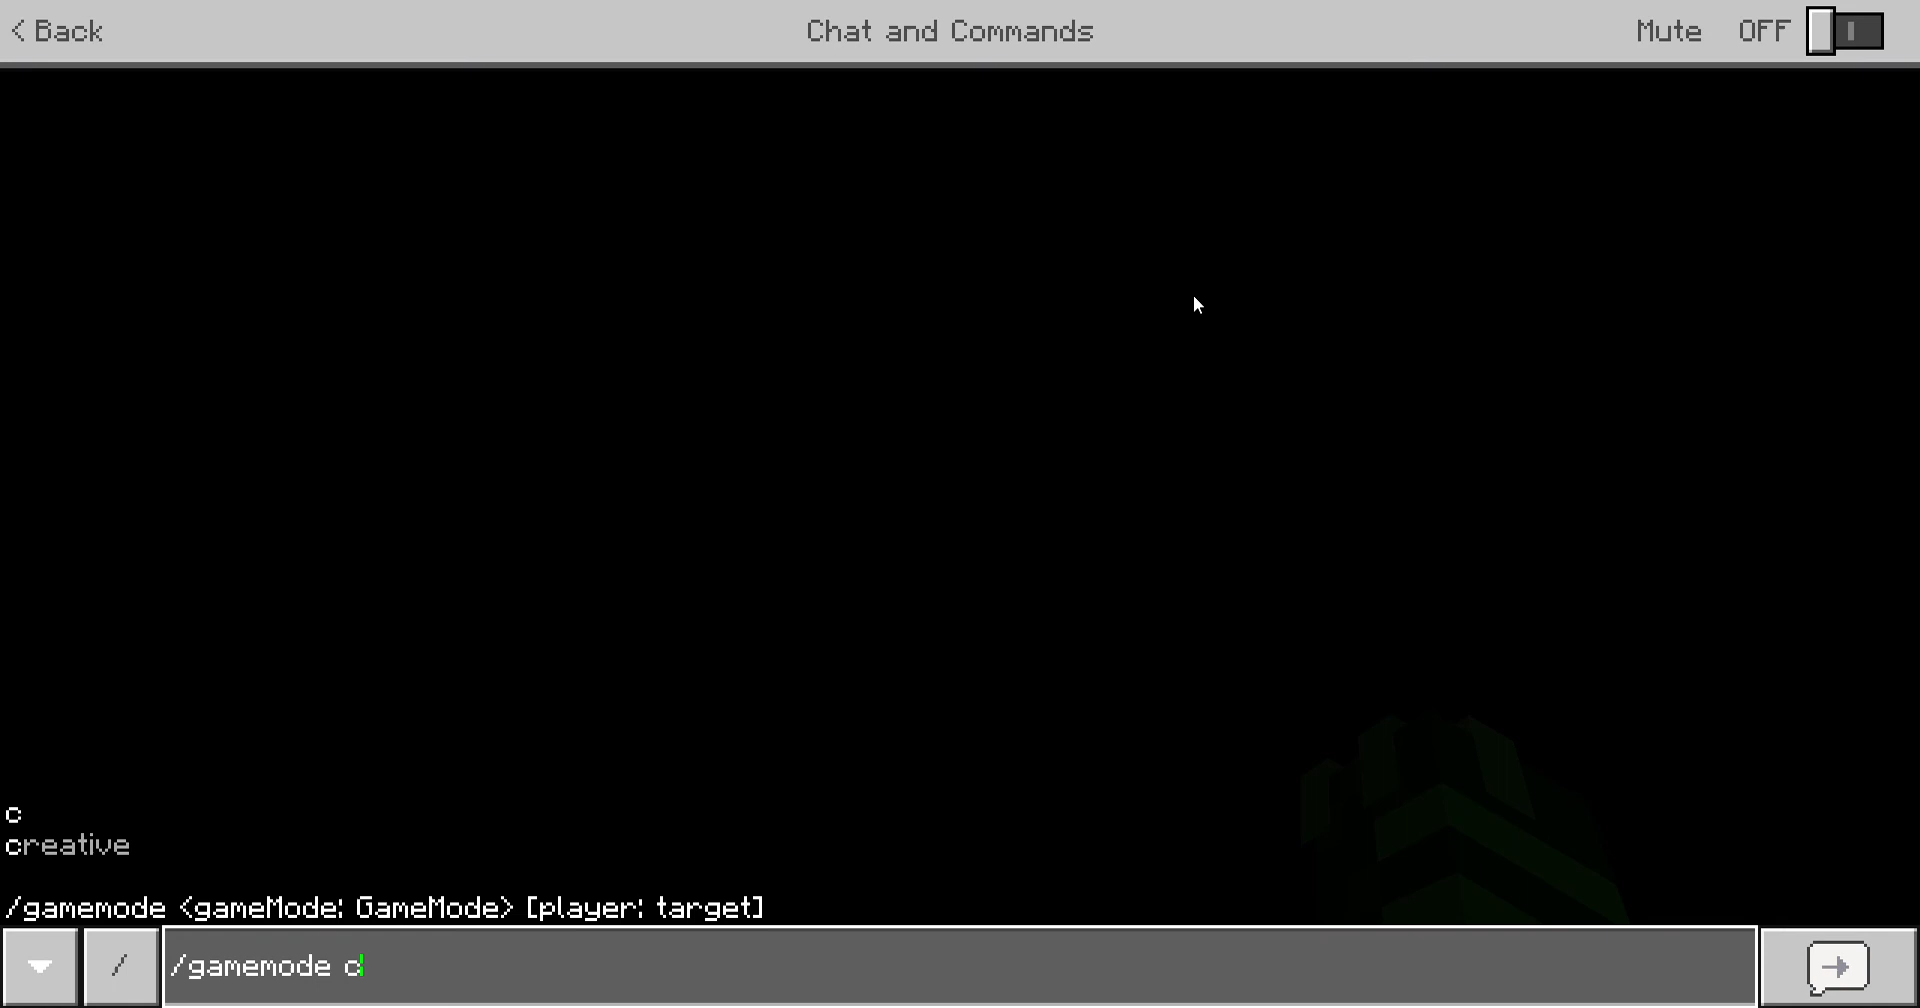 < Back
Chat and Commands
Mute OFF
c
creative
/gamemode <gameMode: GameMode> [player: target]
/
/gamemode c